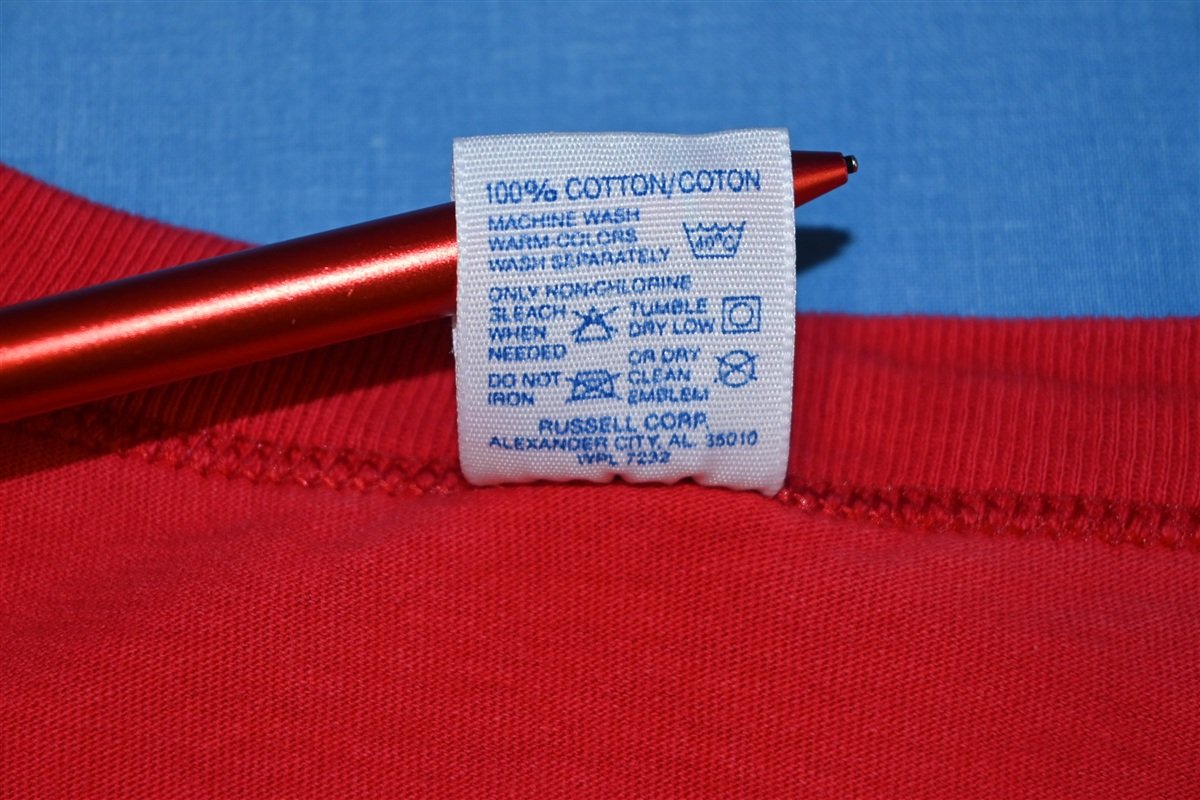 100% COTTON/COTON
MACHINE WASH
WARM-COLORS
WASH SEPARATELY
40°C
ONLY NON-CHLORINE
BLEACH
WHEN
NEEDED
TUMBLE
DRY LOW
DO NOT
IRON
OR DRY
CLEAN
EMBLEM
RUSSELL CORP.
ALEXANDER CITY, AL. 35010
WPL 7232